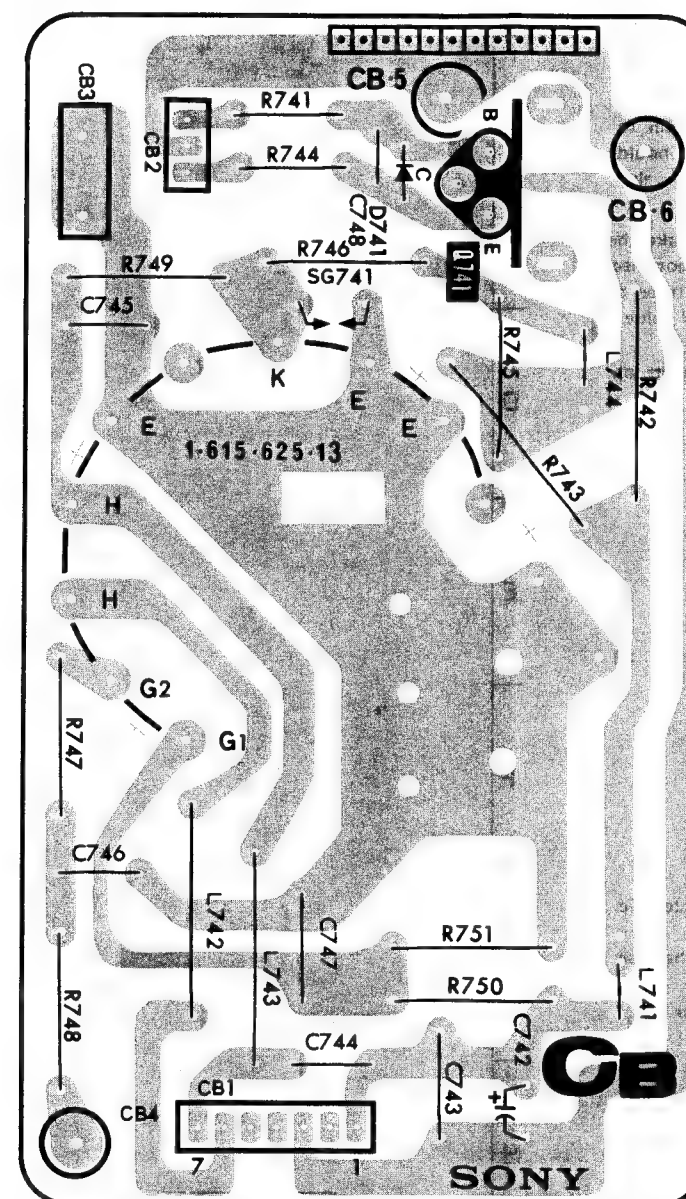 CB-5
CB3
CB2
R741
R744
D741
C748
B
C
E
CB-6
R749
R746
SG741
Q741
C745
R745
L744
R742
K
E
E
E
1-615-625-13
R743
H
H
G2
G1
R747
C746
L742
L743
C747
R751
R750
L741
R748
C744
C743
C742
+
CB
CB1
CB4
7
1
SONY